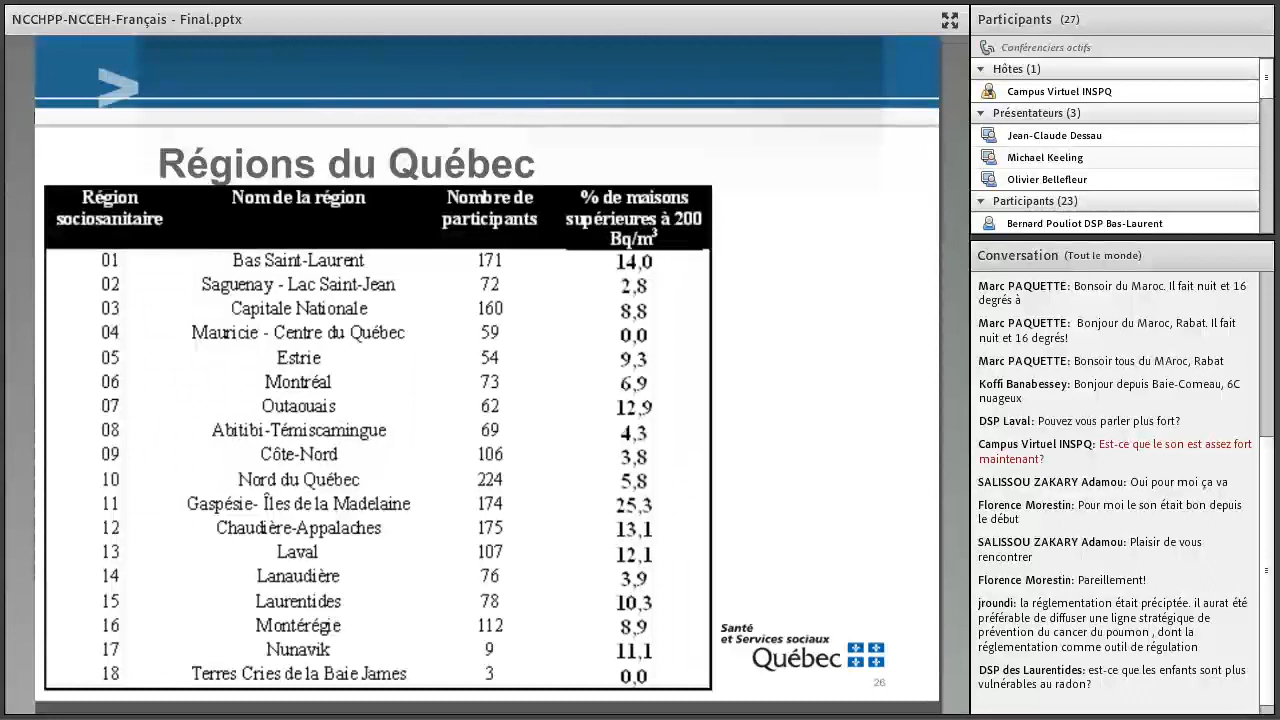 NCCHPP-NCCEH-Français - Final.pptx
>
Régions du Québec
Région sociosanitaire Nom de la région Nombre de participants % de maisons supérieures à 200 Bq/m³
01 Bas Saint-Laurent 171 14,0
02 Saguenay - Lac Saint-Jean 72 2,8
03 Capitale Nationale 160 8,8
04 Mauricie - Centre du Québec 59 0,0
05 Estrie 54 9,3
06 Montréal 73 6,9
07 Outaouais 62 12,9
08 Abitibi-Témiscamingue 69 4,3
09 Côte-Nord 106 3,8
10 Nord du Québec 224 5,8
11 Gaspésie- Îles de la Madelaine 174 25,3
12 Chaudière-Appalaches 175 13,1
13 Laval 107 12,1
14 Lanaudière 76 3,9
15 Laurentides 78 10,3
16 Montérégie 112 8,9
17 Nunavik 9 11,1
18 Terres Cries de la Baie James 3 0,0
Santé
et Services sociaux
Québec
26
Participants (27)
Conférenciers actifs
Hôtes (1)
Campus Virtuel INSPQ
Présentateurs (3)
Jean-Claude Dessau
Michael Keeling
Olivier Bellefleur
Participants (23)
Bernard Pouliot DSP Bas-Laurent
Conversation (Tout le monde)
Marc PAQUETTE: Bonsoir du Maroc. Il fait nuit et 16
degrés à
Marc PAQUETTE: Bonjour du Maroc, Rabat. Il fait
nuit et 16 degrés!
Marc PAQUETTE: Bonsoir tous du MAroc. Rabat
Koffi Banabessey: Bonjour depuis Baie-Comeau, 6C
nuageux
DSP Laval: Pouvez vous parler plus fort?
Campus Virtuel INSPQ: Est-ce que le son est assez fort
maintenant?
SALISSOU ZAKARY Adamou: Oui pour moi ça va
Florence Morestin: Pour moi le son était bon depuis
le début
SALISSOU ZAKARY Adamou: Plaisir de vous
rencontrer
Florence Morestin: Pareillement!
jroundi: la réglementation était préciptée. il aurat été
préférable de diffuser une ligne stratégique de
prévention du cancer du poumon , dont la
réglementation comme outil de régulation
DSP des Laurentides: est-ce que les enfants sont plus
vulnérables au radon?